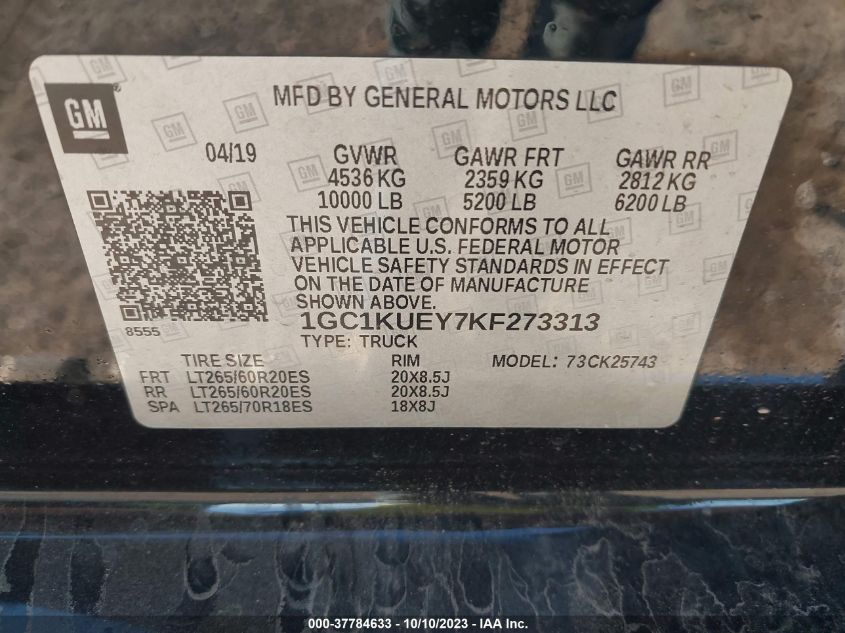 GM
MFD BY GENERAL MOTORS LLC
04/19 GVWR GAWR FRT GAWR RR
4536 KG 2359 KG 2812 KG
10000 LB 5200 LB 6200 LB
THIS VEHICLE CONFORMS TO ALL
APPLICABLE U.S. FEDERAL MOTOR
VEHICLE SAFETY STANDARDS IN EFFECT
ON THE DATE OF MANUFACTURE
SHOWN ABOVE.
8555
1GC1KUEY7KF273313
TYPE: TRUCK
TIRE SIZE RIM MODEL: 73CK25743
FRT LT265/60R20ES 20X8.5J
RR LT265/60R20ES 20X8.5J
SPA LT265/70R18ES 18X8J
000-37784633 - 10/10/2023 - IAA Inc.